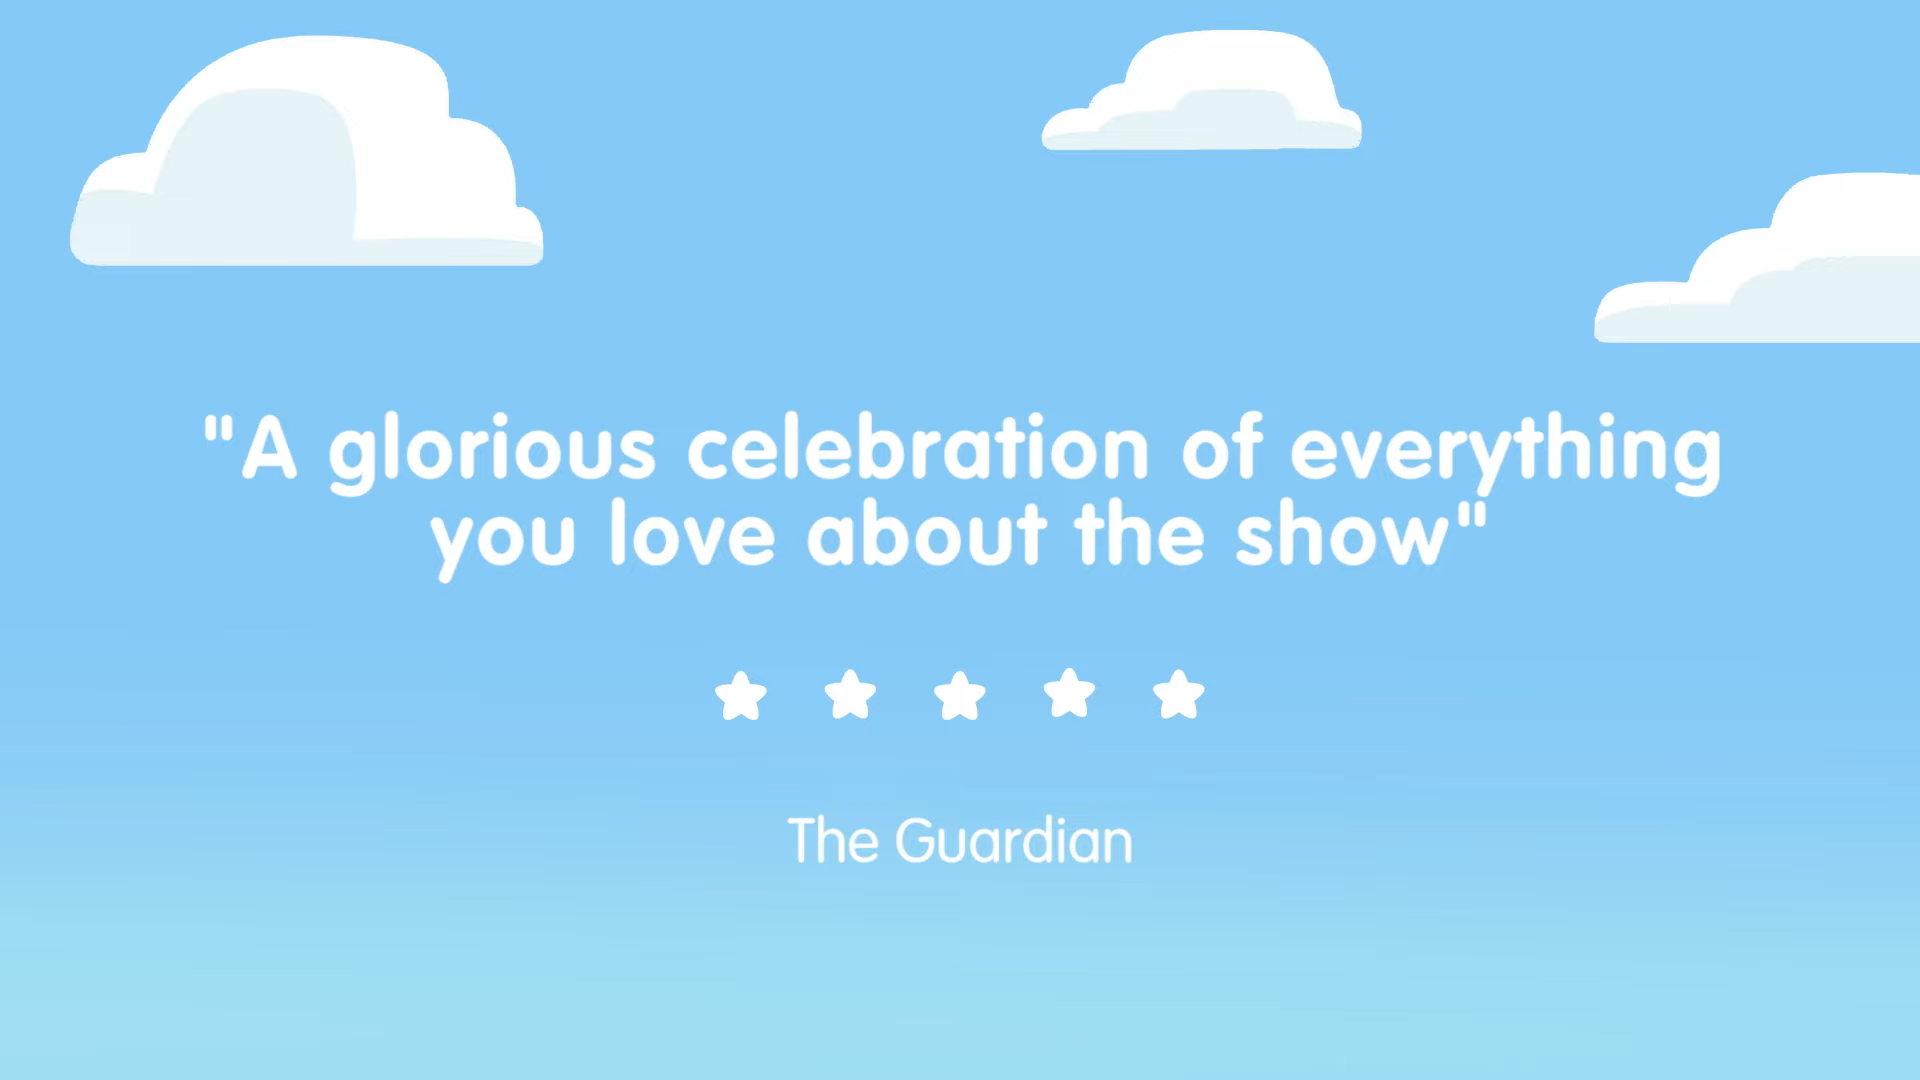 "A glorious celebration of everything
you love about the show"
The Guardian